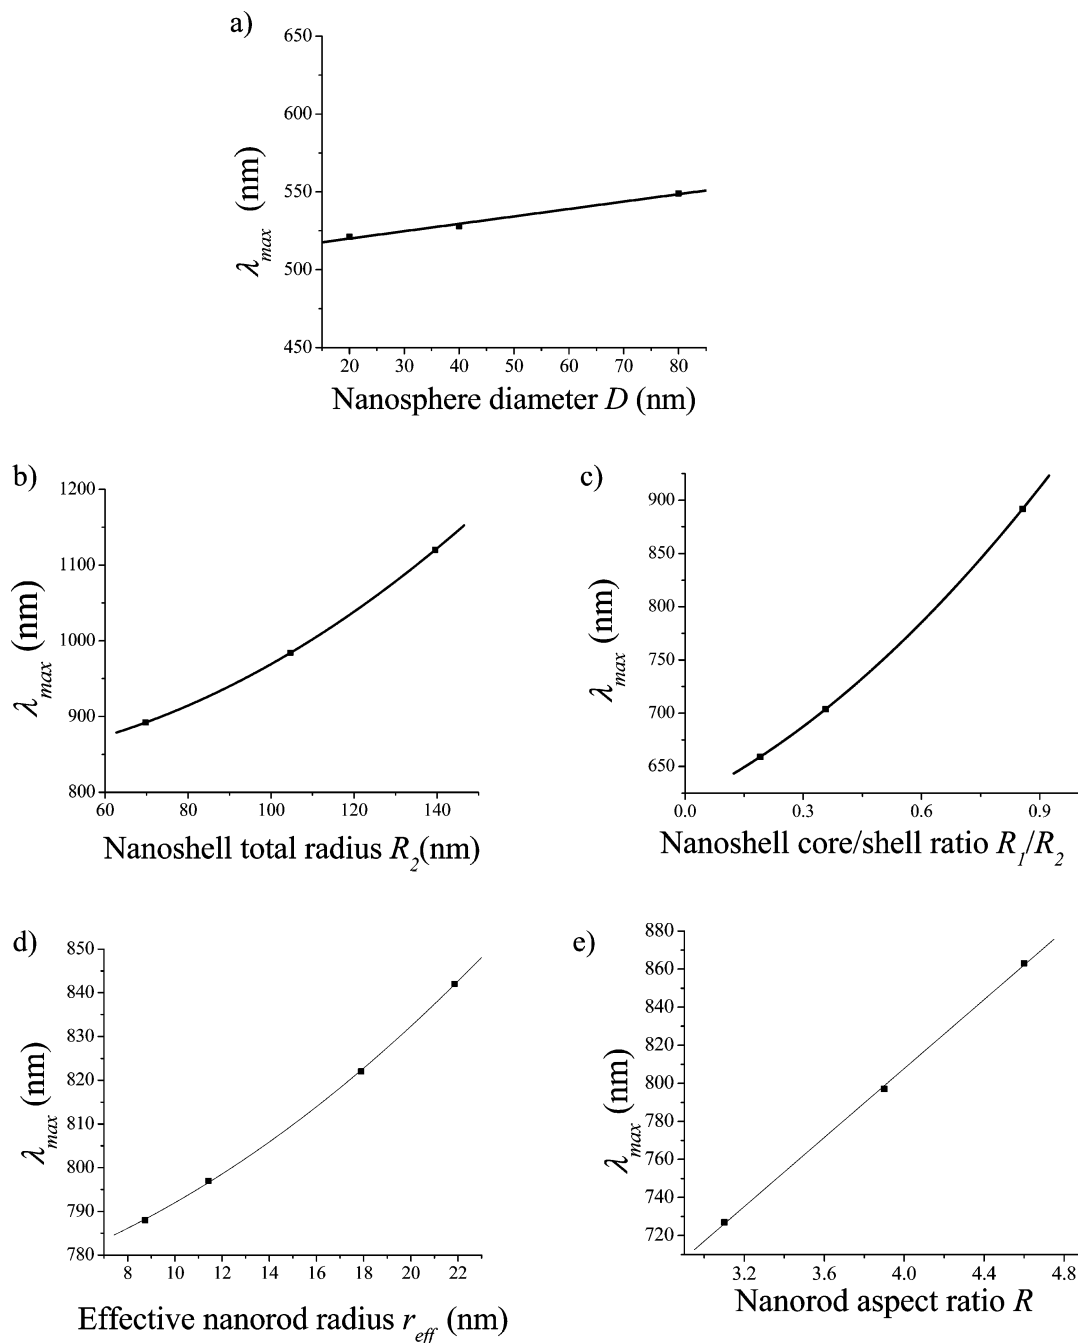 a)
650
600
550
500
450
λmax (nm)
20 30 40 50 60 70 80
Nanosphere diameter D (nm)
b)
1200
1100
1000
900
800
λmax (nm)
60 80 100 120 140
Nanoshell total radius R2(nm)
c)
900
850
800
750
700
650
λmax (nm)
0.0 0.3 0.6 0.9
Nanoshell core/shell ratio R1/R2
d)
850
840
830
820
810
800
790
780
λmax (nm)
8 10 12 14 16 18 20 22
Effective nanorod radius reff (nm)
e)
880
860
840
820
800
780
760
740
720
λmax (nm)
3.2 3.6 4.0 4.4 4.8
Nanorod aspect ratio R